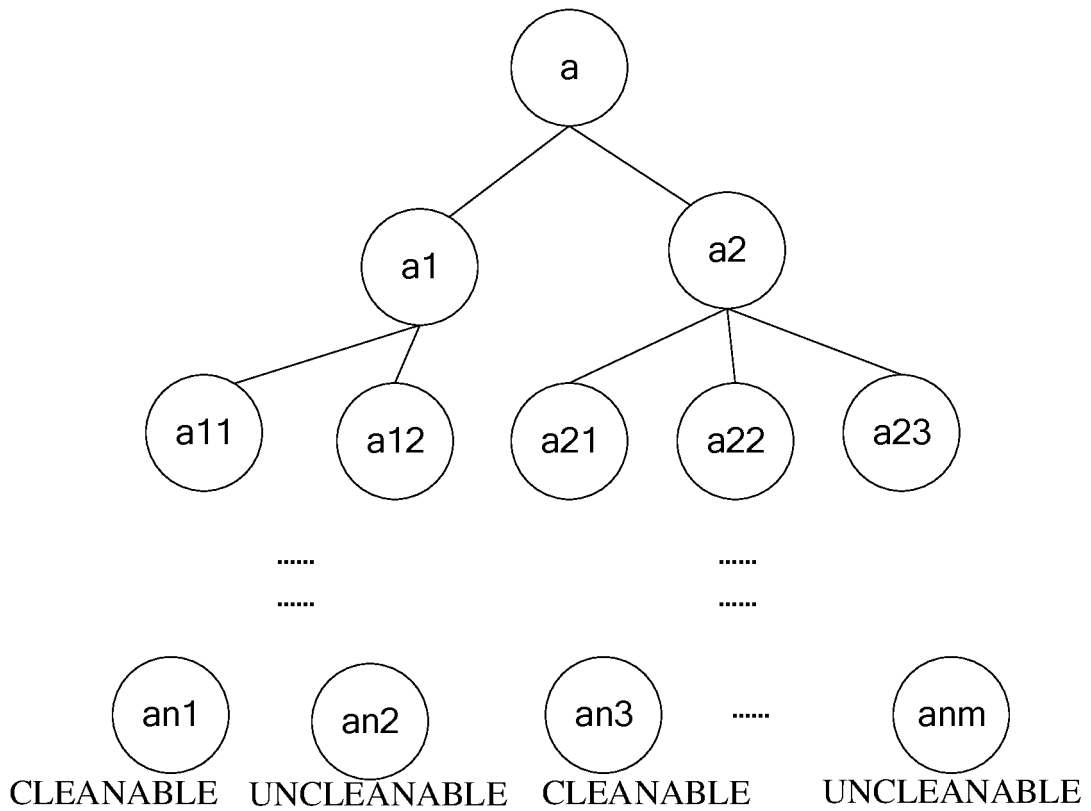 a
a1 a2
a11 a12 a21 a22 a23
...... ......
...... ......
an1 an2 an3 ...... anm
CLEANABLE UNCLEANABLE CLEANABLE UNCLEANABLE